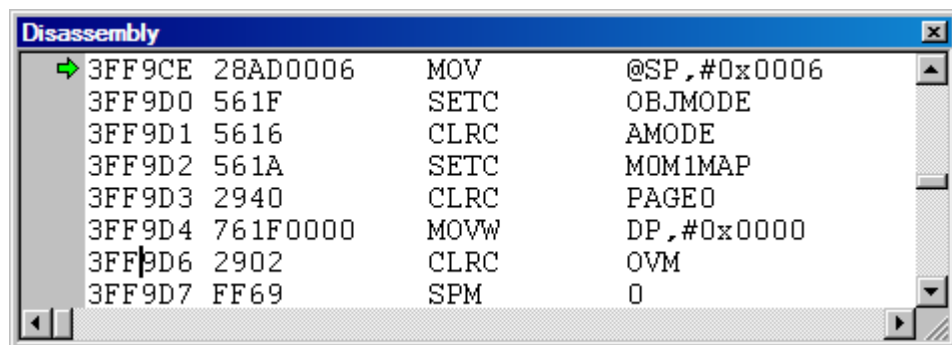 Disassembly
3FF9CE 28AD0006 MOV @SP,#0x0006
3FF9D0 561F SETC OBJMODE
3FF9D1 5616 CLRC AMODE
3FF9D2 561A SETC M0M1MAP
3FF9D3 2940 CLRC PAGE0
3FF9D4 761F0000 MOVW DP,#0x0000
3FF9D6 2902 CLRC OVM
3FF9D7 FF69 SPM 0